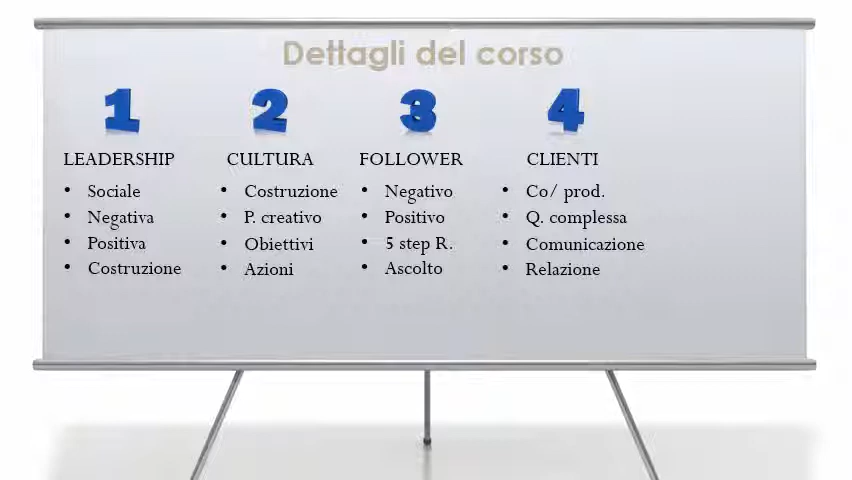 Dettagli del corso
1
2
3
4
LEADERSHIP
• Sociale
• Negativa
• Positiva
• Costruzione
CULTURA
• Costruzione
• P. creativo
• Obiettivi
• Azioni
FOLLOWER
• Negativo
• Positivo
• 5 step R.
• Ascolto
CLIENTI
• Co/ prod.
• Q. complessa
• Comunicazione
• Relazione